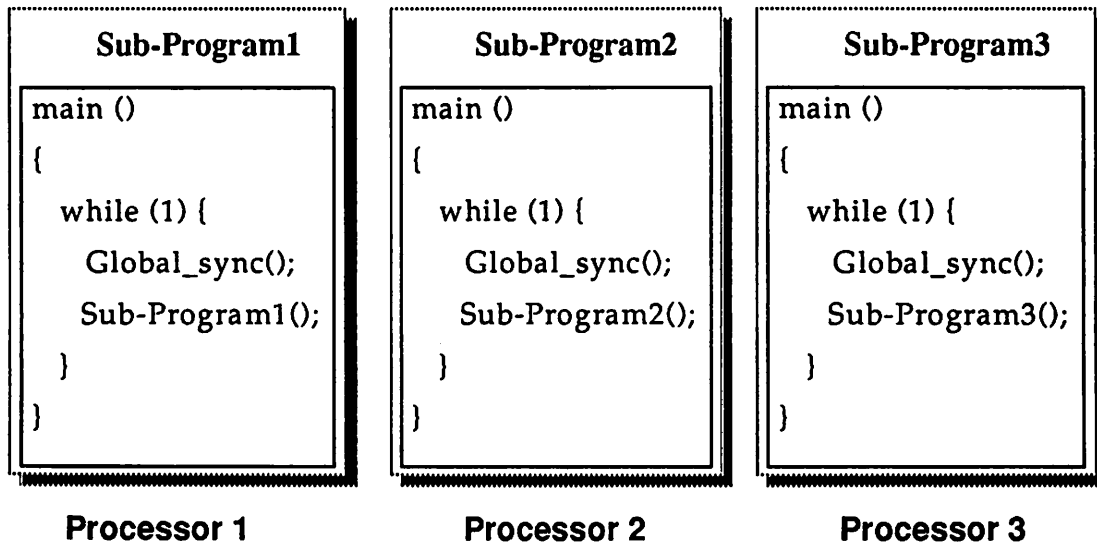 Sub-Program1
main ()
{
while (1) {
Global_sync();
Sub-Program1();
}
}
Processor 1
Sub-Program2
main ()
{
while (1) {
Global_sync();
Sub-Program2();
}
}
Processor 2
Sub-Program3
main ()
{
while (1) {
Global_sync();
Sub-Program3();
}
}
Processor 3